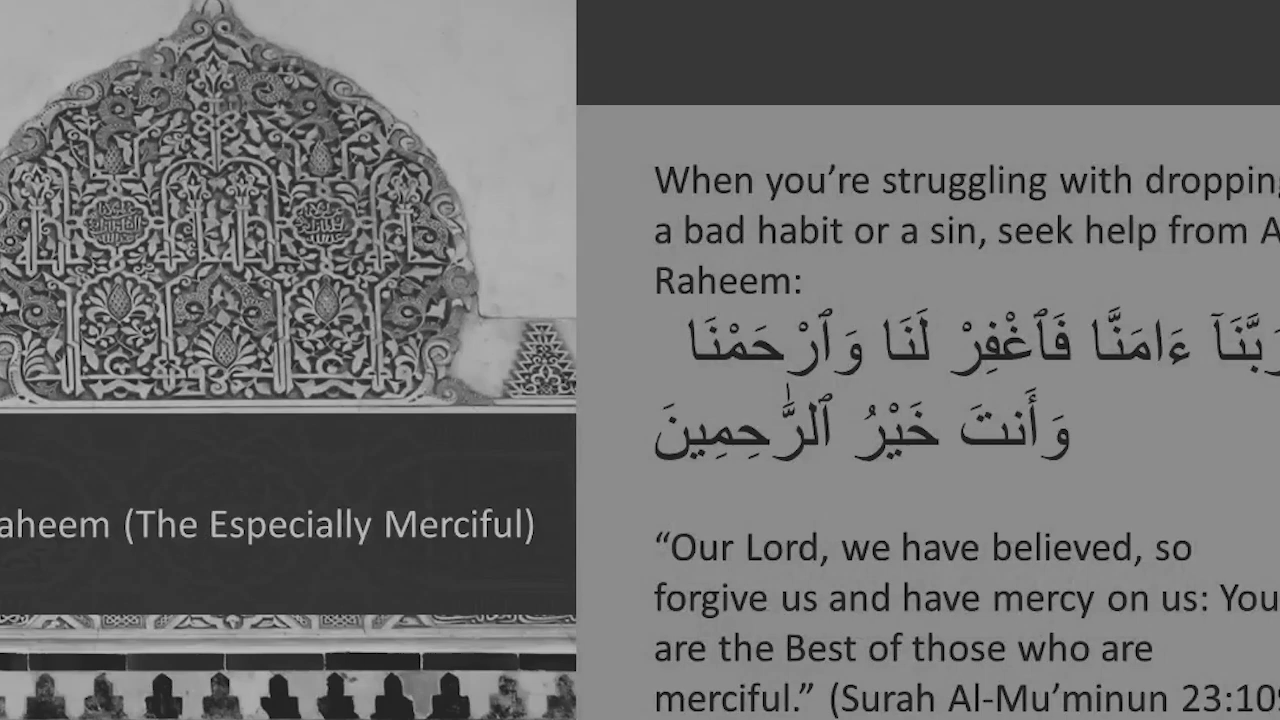 aheem (The Especially Merciful)
When you’re struggling with dropping
a bad habit or a sin, seek help from A
Raheem:
رَبَّنَآ ءَامَنَّا فَٱغْفِرْ لَنَا وَٱرْحَمْنَا
وَأَنتَ خَيْرُ ٱلرَّٰحِمِينَ
“Our Lord, we have believed, so
forgive us and have mercy on us: You
are the Best of those who are
merciful.” (Surah Al-Mu’minun 23:109